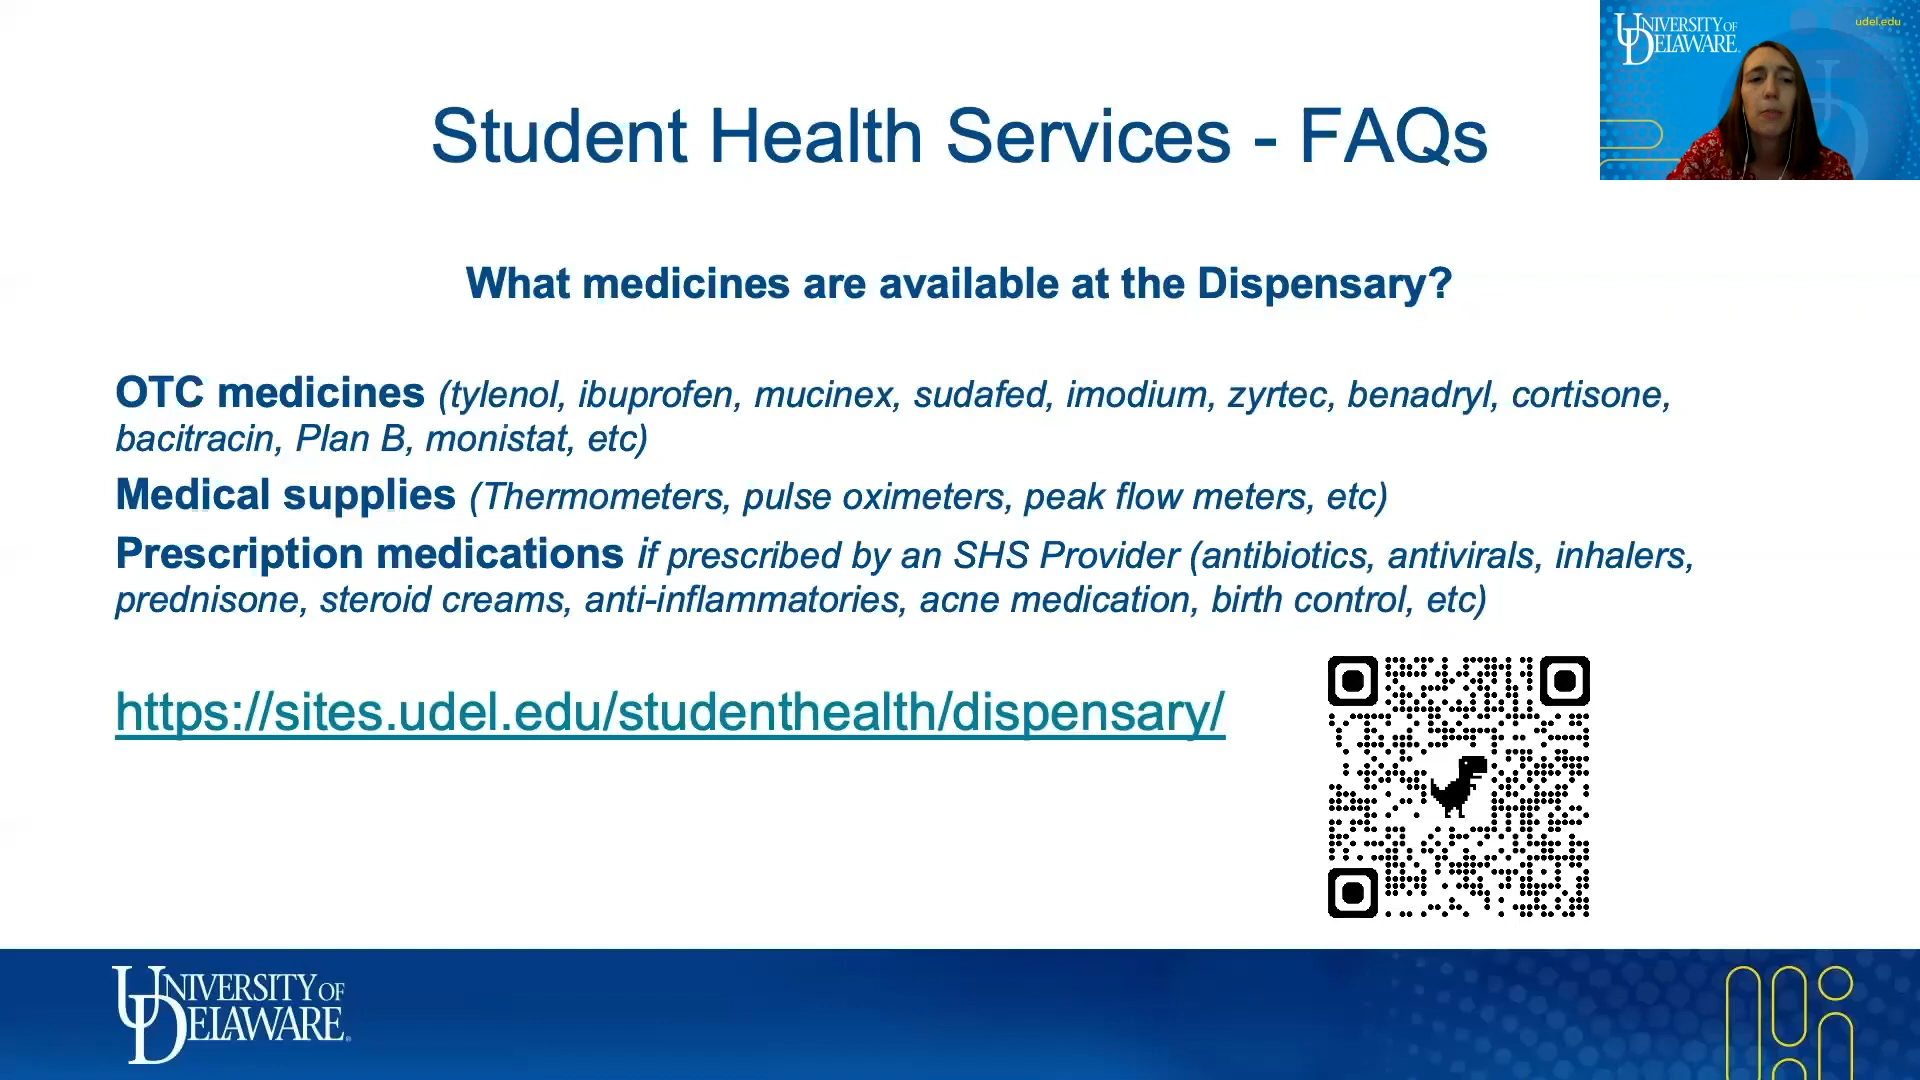 UNIVERSITY OF DELAWARE
udel.edu
Student Health Services - FAQs
What medicines are available at the Dispensary?
OTC medicines (tylenol, ibuprofen, mucinex, sudafed, imodium, zyrtec, benadryl, cortisone,
bacitracin, Plan B, monistat, etc)
Medical supplies (Thermometers, pulse oximeters, peak flow meters, etc)
Prescription medications if prescribed by an SHS Provider (antibiotics, antivirals, inhalers,
prednisone, steroid creams, anti-inflammatories, acne medication, birth control, etc)
https://sites.udel.edu/studenthealth/dispensary/
UNIVERSITY OF
DELAWARE